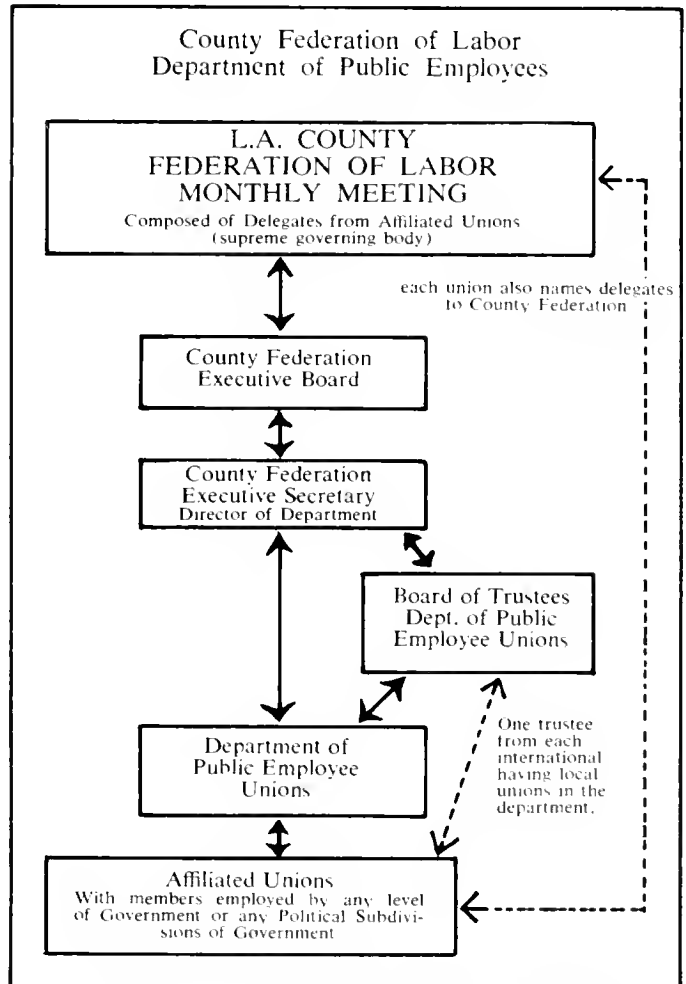 County Federation of Labor
Department of Public Employees
L.A. COUNTY
FEDERATION OF LABOR
MONTHLY MEETING
Composed of Delegates from Affiliated Unions
(supreme governing body)
each union also names delegates
to County Federation
County Federation
Executive Board
County Federation
Executive Secretary
Director of Department
Board of Trustees
Dept. of Public
Employee Unions
One trustee
from each
international
having local
unions in the
department.
Department of
Public Employee
Unions
Affiliated Unions
With members employed by any level
of Government or any Political Subdivi-
sions of Government